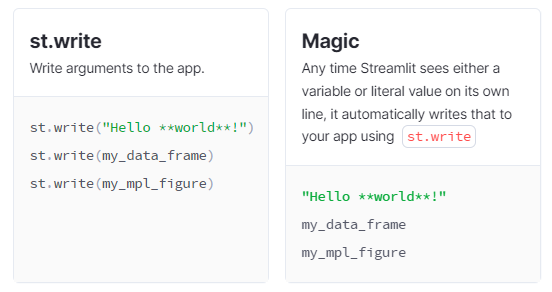 st.write
Write arguments to the app.
st.write("Hello **world**!")
st.write(my_data_frame)
st.write(my_mpl_figure)
Magic
Any time Streamlit sees either a
variable or literal value on its own
line, it automatically writes that to
your app using st.write
"Hello **world**!"
my_data_frame
my_mpl_figure